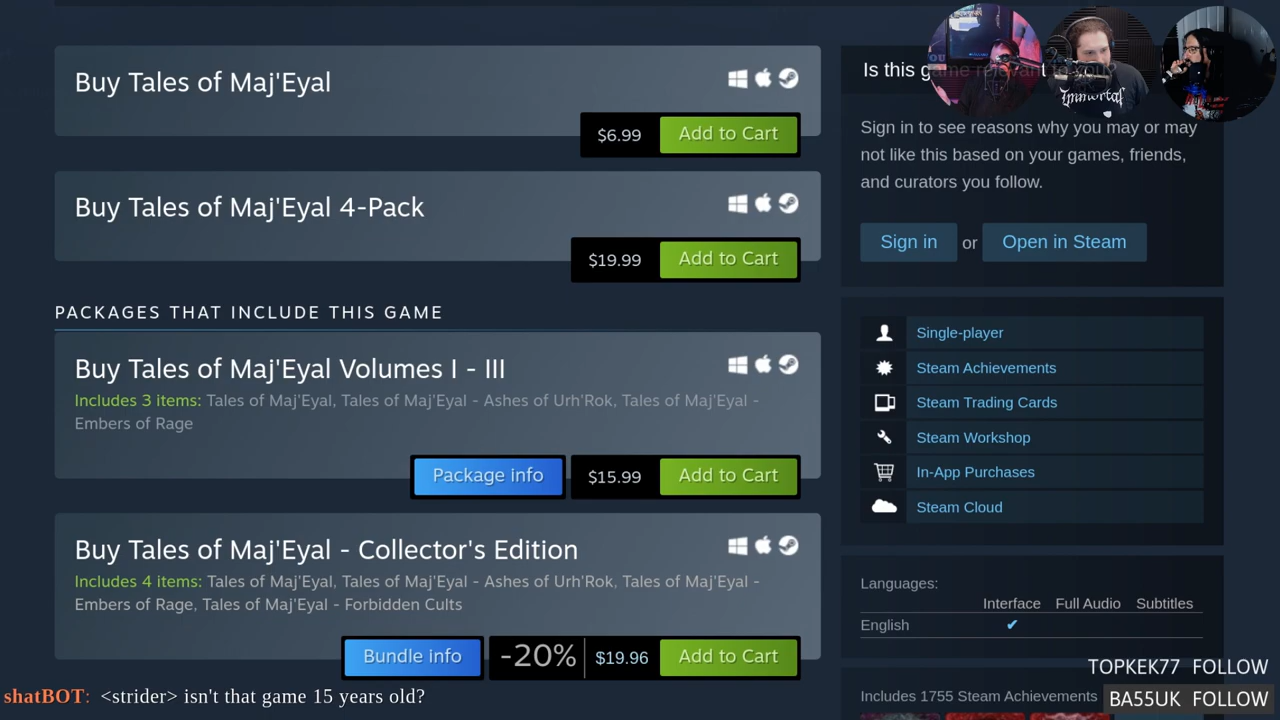 Buy Tales of Maj'Eyal
$6.99
Add to Cart
Buy Tales of Maj'Eyal 4-Pack
$19.99
Add to Cart
PACKAGES THAT INCLUDE THIS GAME
Buy Tales of Maj'Eyal Volumes I - III
Includes 3 items: Tales of Maj'Eyal, Tales of Maj'Eyal - Ashes of Urh'Rok, Tales of Maj'Eyal -
Embers of Rage
Package info
$15.99
Add to Cart
Buy Tales of Maj'Eyal - Collector's Edition
Includes 4 items: Tales of Maj'Eyal, Tales of Maj'Eyal - Ashes of Urh'Rok, Tales of Maj'Eyal -
Embers of Rage, Tales of Maj'Eyal - Forbidden Cults
Bundle info
-20%
$19.96
Add to Cart
Is this game relevant to you?
Immortal
Sign in to see reasons why you may or may
not like this based on your games, friends,
and curators you follow.
Sign in or Open in Steam
Single-player
Steam Achievements
Steam Trading Cards
Steam Workshop
In-App Purchases
Steam Cloud
Languages:
Interface Full Audio Subtitles
English ✔
Includes 1755 Steam Achievements
TOPKEK77 FOLLOW
BA55UK FOLLOW
shatBOT: <strider> isn't that game 15 years old?